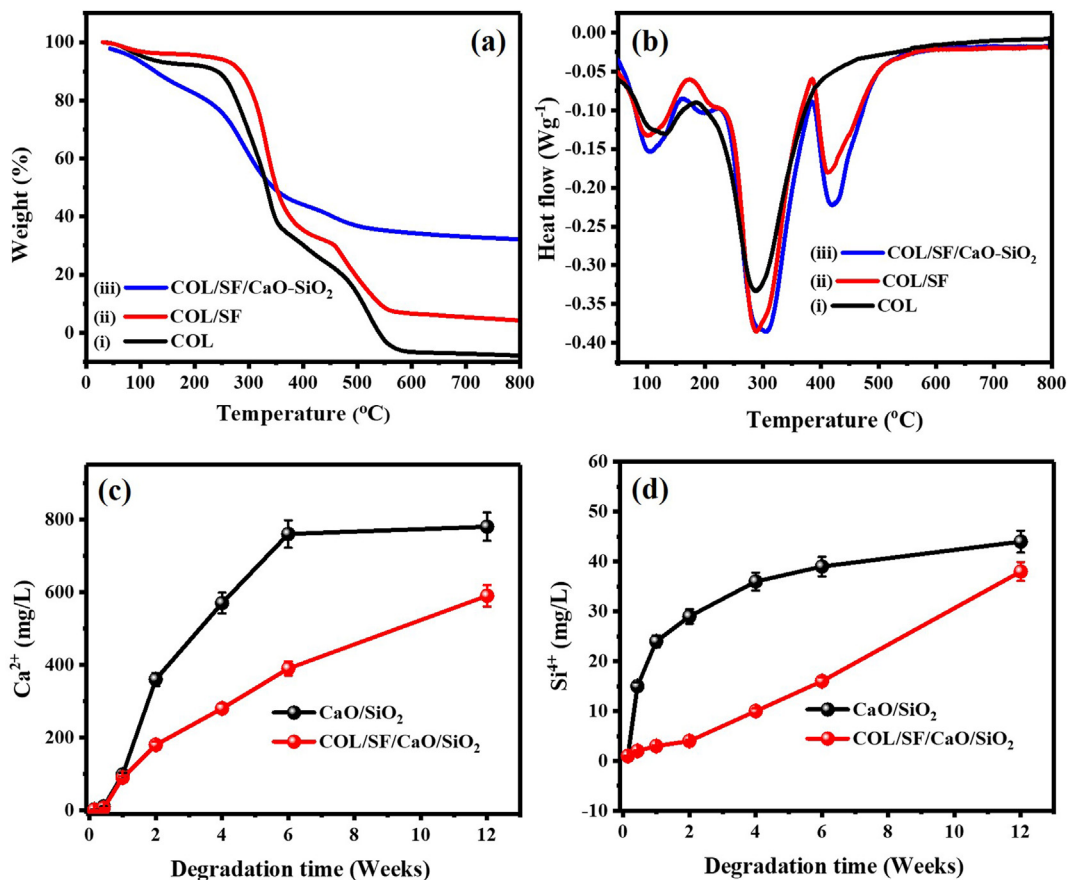 (a)
100
80
60
40
20
0
Weight (%)
(iii) COL/SF/CaO-SiO₂
(ii) COL/SF
(i) COL
0 100 200 300 400 500 600 700 800
Temperature (ºC)
(b)
0.00
-0.05
-0.10
-0.15
-0.20
-0.25
-0.30
-0.35
-0.40
Heat flow (Wg⁻¹)
(iii) COL/SF/CaO-SiO₂
(ii) COL/SF
(i) COL
100 200 300 400 500 600 700 800
Temperature (ºC)
(c)
800
600
400
200
0
Ca²⁺ (mg/L)
CaO/SiO₂
COL/SF/CaO/SiO₂
0 2 4 6 8 10 12
Degradation time (Weeks)
(d)
60
50
40
30
20
10
0
-10
Si⁴⁺ (mg/L)
CaO/SiO₂
COL/SF/CaO/SiO₂
0 2 4 6 8 10 12
Degradation time (Weeks)